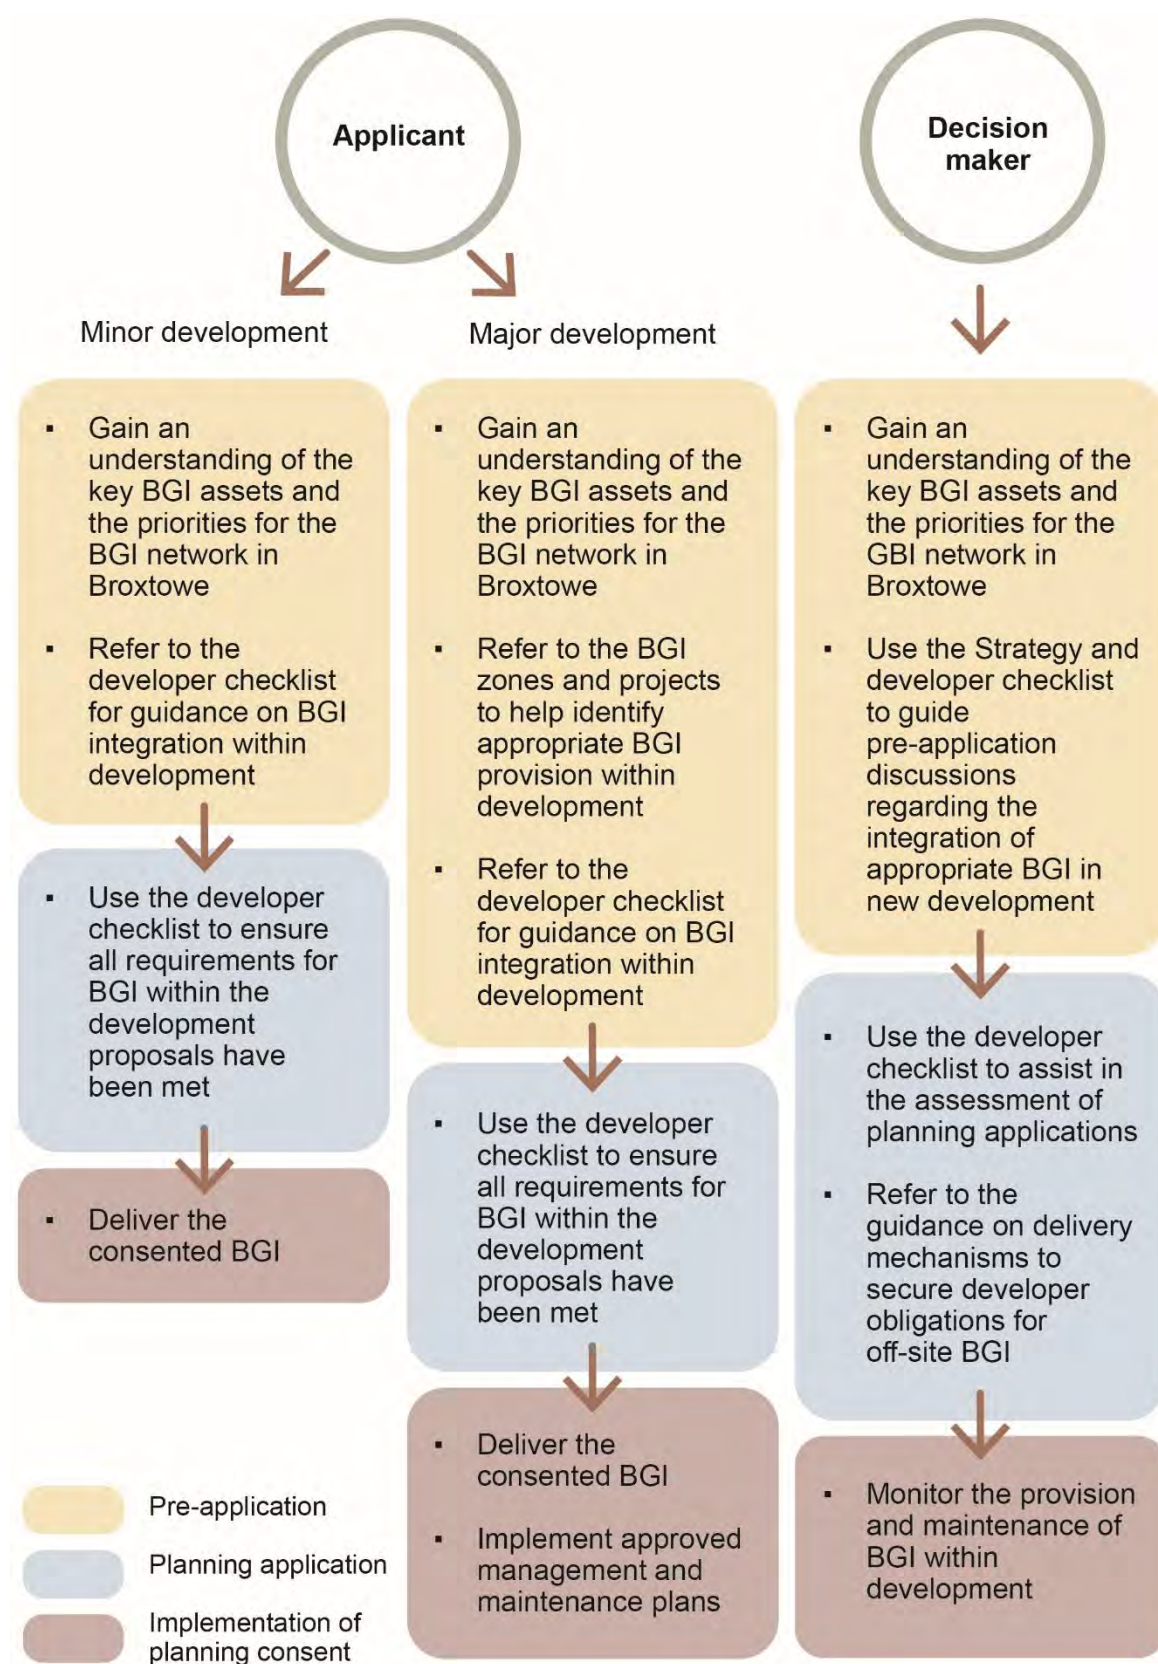 Applicant
Decision
maker
Minor development
Major development
▪ Gain an
understanding of the
key BGI assets and
the priorities for the
BGI network in
Broxtowe
▪ Refer to the
developer checklist
for guidance on BGI
integration within
development
▪ Use the developer
checklist to ensure
all requirements for
BGI within the
development
proposals have
been met
▪ Deliver the
consented BGI
▪ Gain an
understanding of the
key BGI assets and
the priorities for the
BGI network in
Broxtowe
▪ Refer to the BGI
zones and projects
to help identify
appropriate BGI
provision within
development
▪ Refer to the
developer checklist
for guidance on BGI
integration within
development
▪ Use the developer
checklist to ensure
all requirements for
BGI within the
development
proposals have
been met
▪ Deliver the
consented BGI
▪ Implement approved
management and
maintenance plans
▪ Gain an
understanding of the
key BGI assets and
the priorities for the
GBI network in
Broxtowe
▪ Use the Strategy and
developer checklist
to guide
pre-application
discussions
regarding the
integration of
appropriate BGI in
new development
▪ Use the developer
checklist to assist in
the assessment of
planning applications
▪ Refer to the
guidance on delivery
mechanisms to
secure developer
obligations for
off-site BGI
▪ Monitor the provision
and maintenance of
BGI within
development
Pre-application
Planning application
Implementation of
planning consent